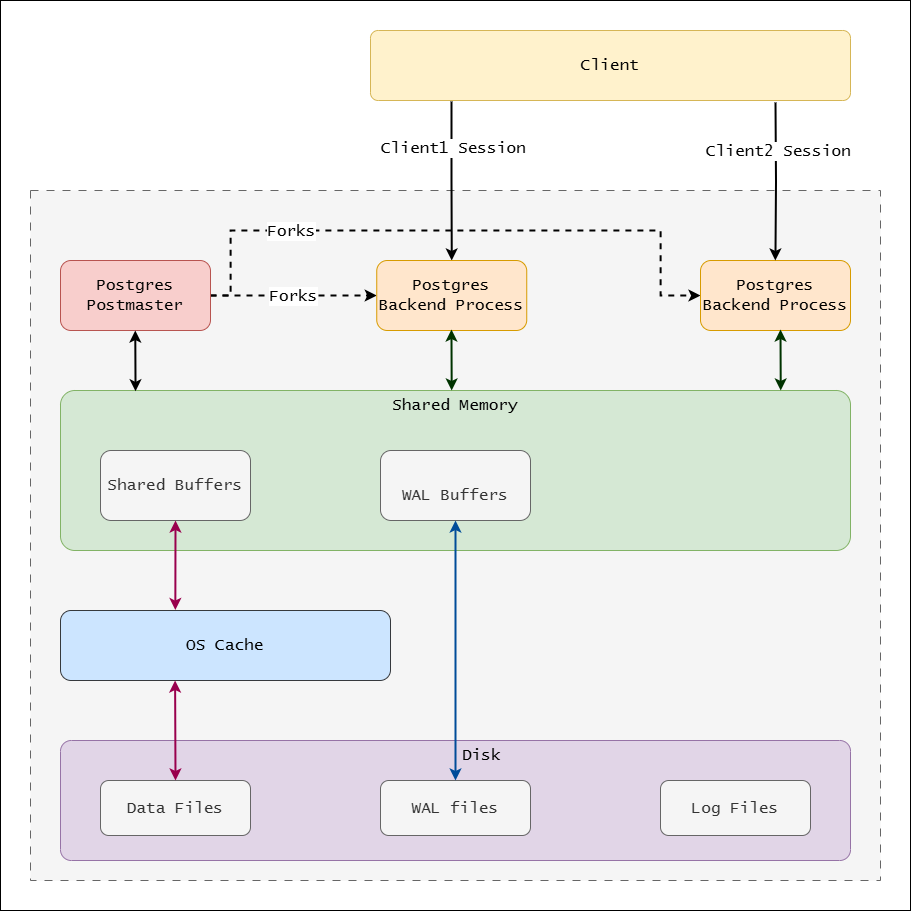 Client
Client1 Session
Client2 Session
Forks
Postgres
Postmaster
Forks
Postgres
Backend Process
Postgres
Backend Process
Shared Memory
Shared Buffers
WAL Buffers
OS Cache
Disk
Data Files
WAL files
Log Files